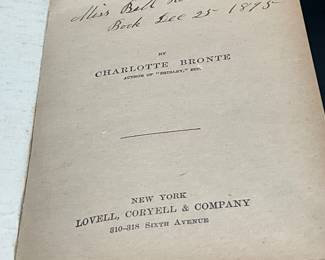 Miss Bell
Book Dec 25 - 1895
BY
CHARLOTTE BRONTE
AUTHOR OF "SHIRLEY," ETC.
NEW YORK
LOVELL, CORYELL & COMPANY
310-318 SIXTH AVENUE